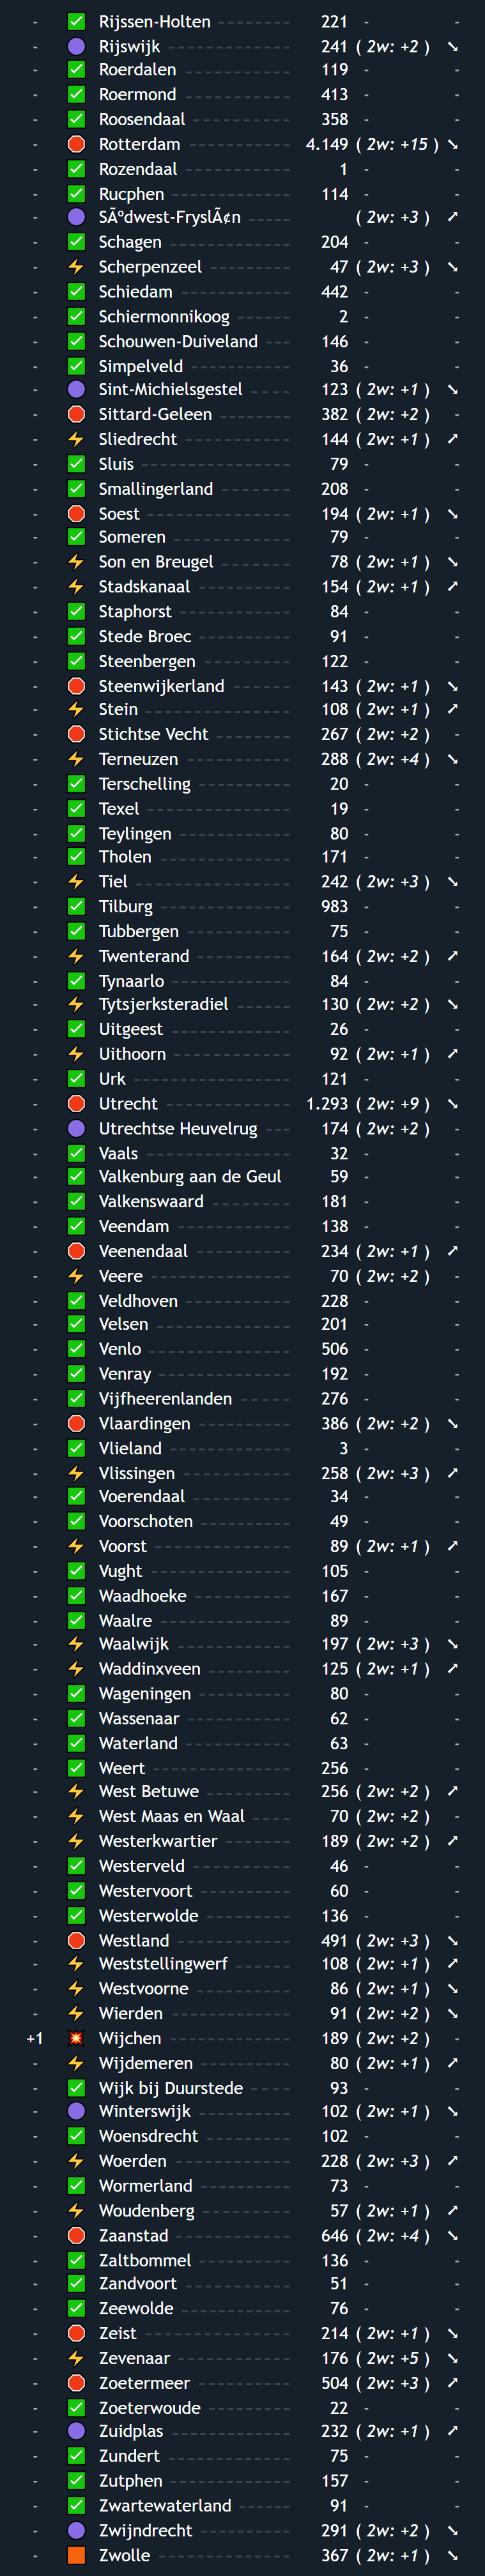 - ✅ Rijssen-Holten 221 - -
- 🟣 Rijswijk 241 ( 2w: +2 ) ➘
- ✅ Roerdalen 119 - -
- ✅ Roermond 413 - -
- ✅ Roosendaal 358 - -
- 🛑 Rotterdam 4.149 ( 2w: +15 ) ➘
- ✅ Rozendaal 1 - -
- ✅ Rucphen 114 - -
- 🟣 SÃºdwest-FryslÃ¢n ( 2w: +3 ) ➚
- ✅ Schagen 204 - -
- ⚡ Scherpenzeel 47 ( 2w: +3 ) ➘
- ✅ Schiedam 442 - -
- ✅ Schiermonnikoog 2 - -
- ✅ Schouwen-Duiveland 146 - -
- ✅ Simpelveld 36 - -
- 🟣 Sint-Michielsgestel 123 ( 2w: +1 ) ➘
- 🛑 Sittard-Geleen 382 ( 2w: +2 ) -
- ⚡ Sliedrecht 144 ( 2w: +1 ) ➚
- ✅ Sluis 79 - -
- ✅ Smallingerland 208 - -
- 🛑 Soest 194 ( 2w: +1 ) ➘
- ✅ Someren 79 - -
- ⚡ Son en Breugel 78 ( 2w: +1 ) ➘
- ⚡ Stadskanaal 154 ( 2w: +1 ) ➚
- ✅ Staphorst 84 - -
- ✅ Stede Broec 91 - -
- ✅ Steenbergen 122 - -
- 🛑 Steenwijkerland 143 ( 2w: +1 ) ➘
- ⚡ Stein 108 ( 2w: +1 ) ➚
- 🛑 Stichtse Vecht 267 ( 2w: +2 ) -
- ⚡ Terneuzen 288 ( 2w: +4 ) ➘
- ✅ Terschelling 20 - -
- ✅ Texel 19 - -
- ✅ Teylingen 80 - -
- ✅ Tholen 171 - -
- ⚡ Tiel 242 ( 2w: +3 ) ➘
- ✅ Tilburg 983 - -
- ✅ Tubbergen 75 - -
- ⚡ Twenterand 164 ( 2w: +2 ) ➚
- ✅ Tynaarlo 84 - -
- ⚡ Tytsjerksteradiel 130 ( 2w: +2 ) ➘
- ✅ Uitgeest 26 - -
- ⚡ Uithoorn 92 ( 2w: +1 ) ➚
- ✅ Urk 121 - -
- 🛑 Utrecht 1.293 ( 2w: +9 ) ➘
- 🟣 Utrechtse Heuvelrug 174 ( 2w: +2 ) -
- ✅ Vaals 32 - -
- ✅ Valkenburg aan de Geul 59 - -
- ✅ Valkenswaard 181 - -
- ✅ Veendam 138 - -
- 🛑 Veenendaal 234 ( 2w: +1 ) ➚
- ⚡ Veere 70 ( 2w: +2 ) -
- ✅ Veldhoven 228 - -
- ✅ Velsen 201 - -
- ✅ Venlo 506 - -
- ✅ Venray 192 - -
- ✅ Vijfheerenlanden 276 - -
- 🛑 Vlaardingen 386 ( 2w: +2 ) ➘
- ✅ Vlieland 3 - -
- ⚡ Vlissingen 258 ( 2w: +3 ) ➚
- ✅ Voerendaal 34 - -
- ✅ Voorschoten 49 - -
- ⚡ Voorst 89 ( 2w: +1 ) ➚
- ✅ Vught 105 - -
- ✅ Waadhoeke 167 - -
- ✅ Waalre 89 - -
- ⚡ Waalwijk 197 ( 2w: +3 ) ➘
- ⚡ Waddinxveen 125 ( 2w: +1 ) ➚
- ✅ Wageningen 80 - -
- ✅ Wassenaar 62 - -
- ✅ Waterland 63 - -
- ✅ Weert 256 - -
- ⚡ West Betuwe 256 ( 2w: +2 ) ➚
- ⚡ West Maas en Waal 70 ( 2w: +2 ) -
- ⚡ Westerkwartier 189 ( 2w: +2 ) ➚
- ✅ Westerveld 46 - -
- ✅ Westervoort 60 - -
- ✅ Westerwolde 136 - -
- 🛑 Westland 491 ( 2w: +3 ) ➘
- ⚡ Weststellingwerf 108 ( 2w: +1 ) ➚
- ⚡ Westvoorne 86 ( 2w: +1 ) ➘
- ⚡ Wierden 91 ( 2w: +2 ) ➘
+1 💥 Wijchen 189 ( 2w: +2 ) -
- ⚡ Wijdemeren 80 ( 2w: +1 ) ➚
- ✅ Wijk bij Duurstede 93 - -
- 🟣 Winterswijk 102 ( 2w: +1 ) ➘
- ✅ Woensdrecht 102 - -
- ⚡ Woerden 228 ( 2w: +3 ) ➚
- ✅ Wormerland 73 - -
- ⚡ Woudenberg 57 ( 2w: +1 ) ➚
- 🛑 Zaanstad 646 ( 2w: +4 ) ➘
- ✅ Zaltbommel 136 - -
- ✅ Zandvoort 51 - -
- ✅ Zeewolde 76 - -
- 🛑 Zeist 214 ( 2w: +1 ) ➘
- ⚡ Zevenaar 176 ( 2w: +5 ) ➘
- 🛑 Zoetermeer 504 ( 2w: +3 ) ➚
- ✅ Zoeterwoude 22 - -
- 🟣 Zuidplas 232 ( 2w: +1 ) ➚
- ✅ Zundert 75 - -
- ✅ Zutphen 157 - -
- ✅ Zwartewaterland 91 - -
- 🟣 Zwijndrecht 291 ( 2w: +2 ) ➘
- 🟧 Zwolle 367 ( 2w: +1 ) ➘